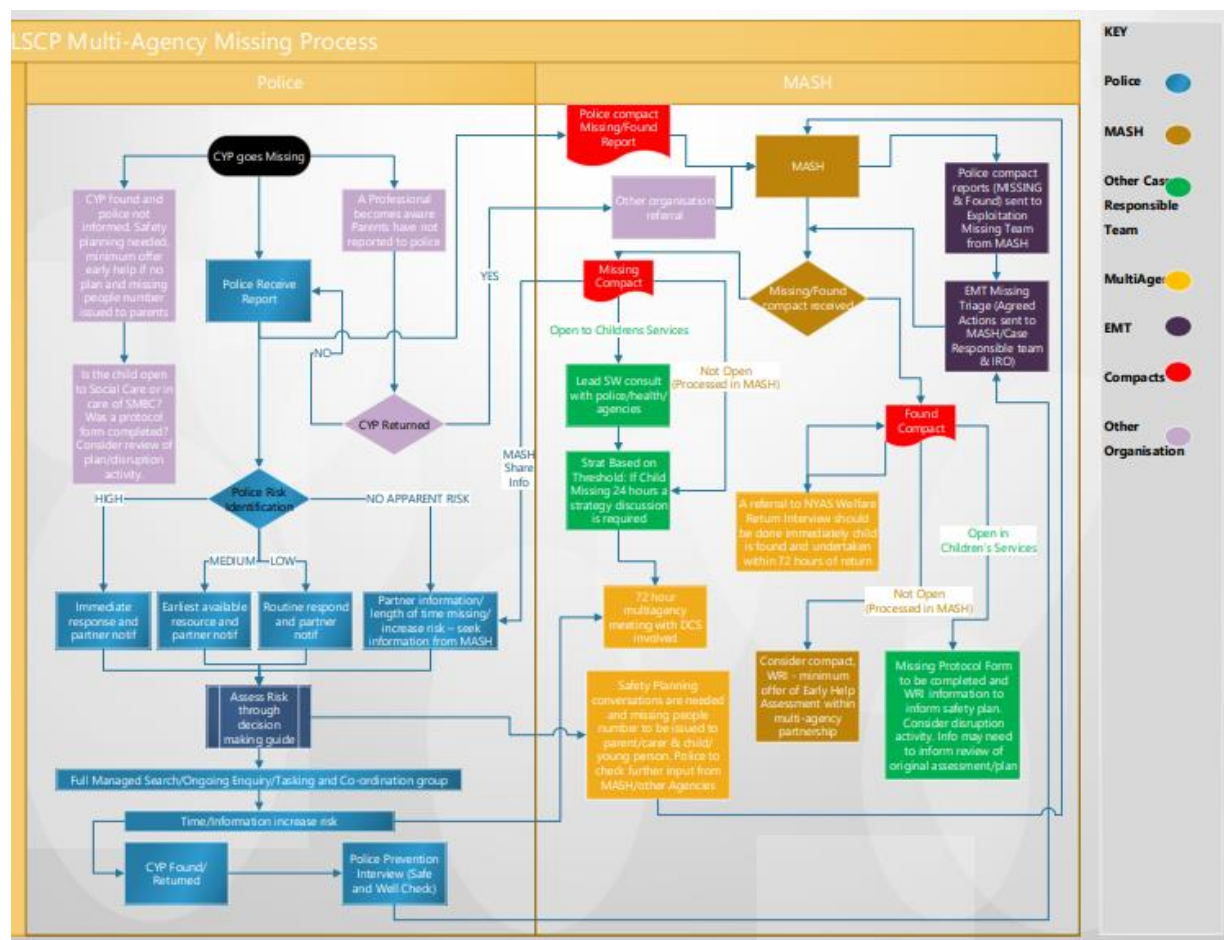 LSCP Multi-Agency Missing Process
Police
MASH
CYP goes Missing
CYP found and
police not
informed. Safety
planning needed,
minimum offer
early help if no
plan and missing
people number
issued to parents
A Professional
becomes aware
Parents have not
reported to police
Police Receive
Report
Is the child open
to Social Care or in
care of SMBC?
Was a protocol
form completed?
Consider review of
plan/disruption
activity.
NO
YES
CYP Returned
Police Risk
Identification
HIGH
NO APPARENT RISK
MEDIUM
LOW
Immediate
response and
partner notif
Earliest available
resource and
partner notif
Routine respond
and partner
notif
Partner information/
length of time missing/
increase risk – seek
information from MASH
Assess Risk
through
decision
making guide
Full Managed Search/Ongoing Enquiry/Tasking and Co-ordination group
Time/Information increase risk
CYP Found/
Returned
Police Prevention
Interview (Safe
and Well Check)
Police compact
Missing/Found
Report
Other organisation
referral
MASH
Police compact
reports (MISSING
& Found) sent to
Exploitation
Missing Team
from MASH
Missing
Compact
Missing/Found
compact received
EMT Missing
Triage (Agreed
Actions sent to
MASH/Case
Responsible team
& IRO)
Open to Childrens Services
Not Open
(Processed in MASH)
Lead SW consult
with police/health/
agencies
MASH
Share
Info
Strat Based on
Threshold: If Child
Missing 24 hours a
strategy discussion
is required
Found
Compact
A referral to NYAS Welfare
Return Interview should
be done immediately child
is found and undertaken
within 72 hours of return
Open in
Children's Services
Not Open
(Processed in MASH)
72 hour
multiagency
meeting with DCS
involved
Safety Planning
conversations are needed
and missing people
number to be issued to
parent/carer & child/
young person. Police to
check further input from
MASH/other Agencies
Consider compact,
WRI - minimum
offer of Early Help
Assessment within
multi-agency
partnership
Missing Protocol Form
to be completed and
WRI information to
inform safety plan.
Consider disruption
activity. Info may need
to inform review of
original assessment/plan
KEY
Police
MASH
Other Case
Responsible
Team
MultiAgen
EMT
Compacts
Other
Organisation